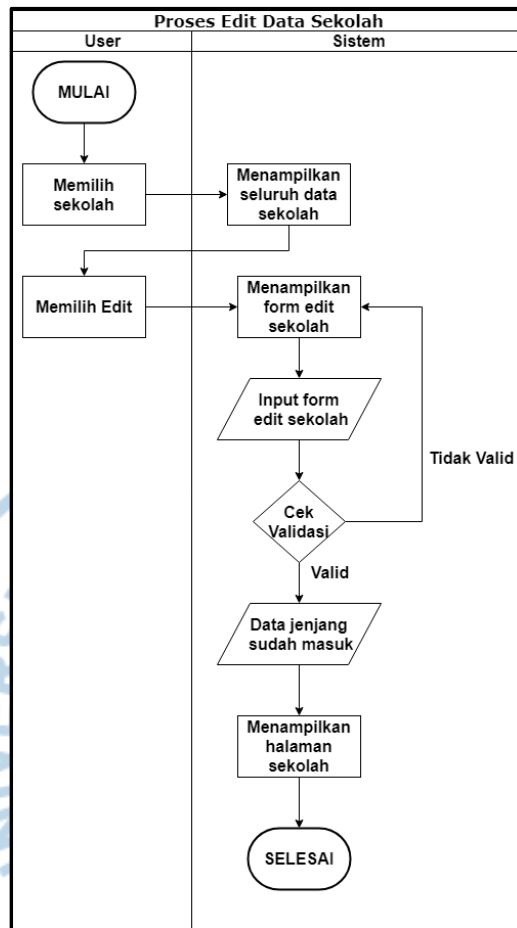 Proses Edit Data Sekolah
User
Sistem
MULAI
Memilih
sekolah
Menampilkan
seluruh data
sekolah
Memilih Edit
Menampilkan
form edit
sekolah
Input form
edit sekolah
Tidak Valid
Cek
Validasi
Valid
Data jenjang
sudah masuk
Menampilkan
halaman
sekolah
SELESAI